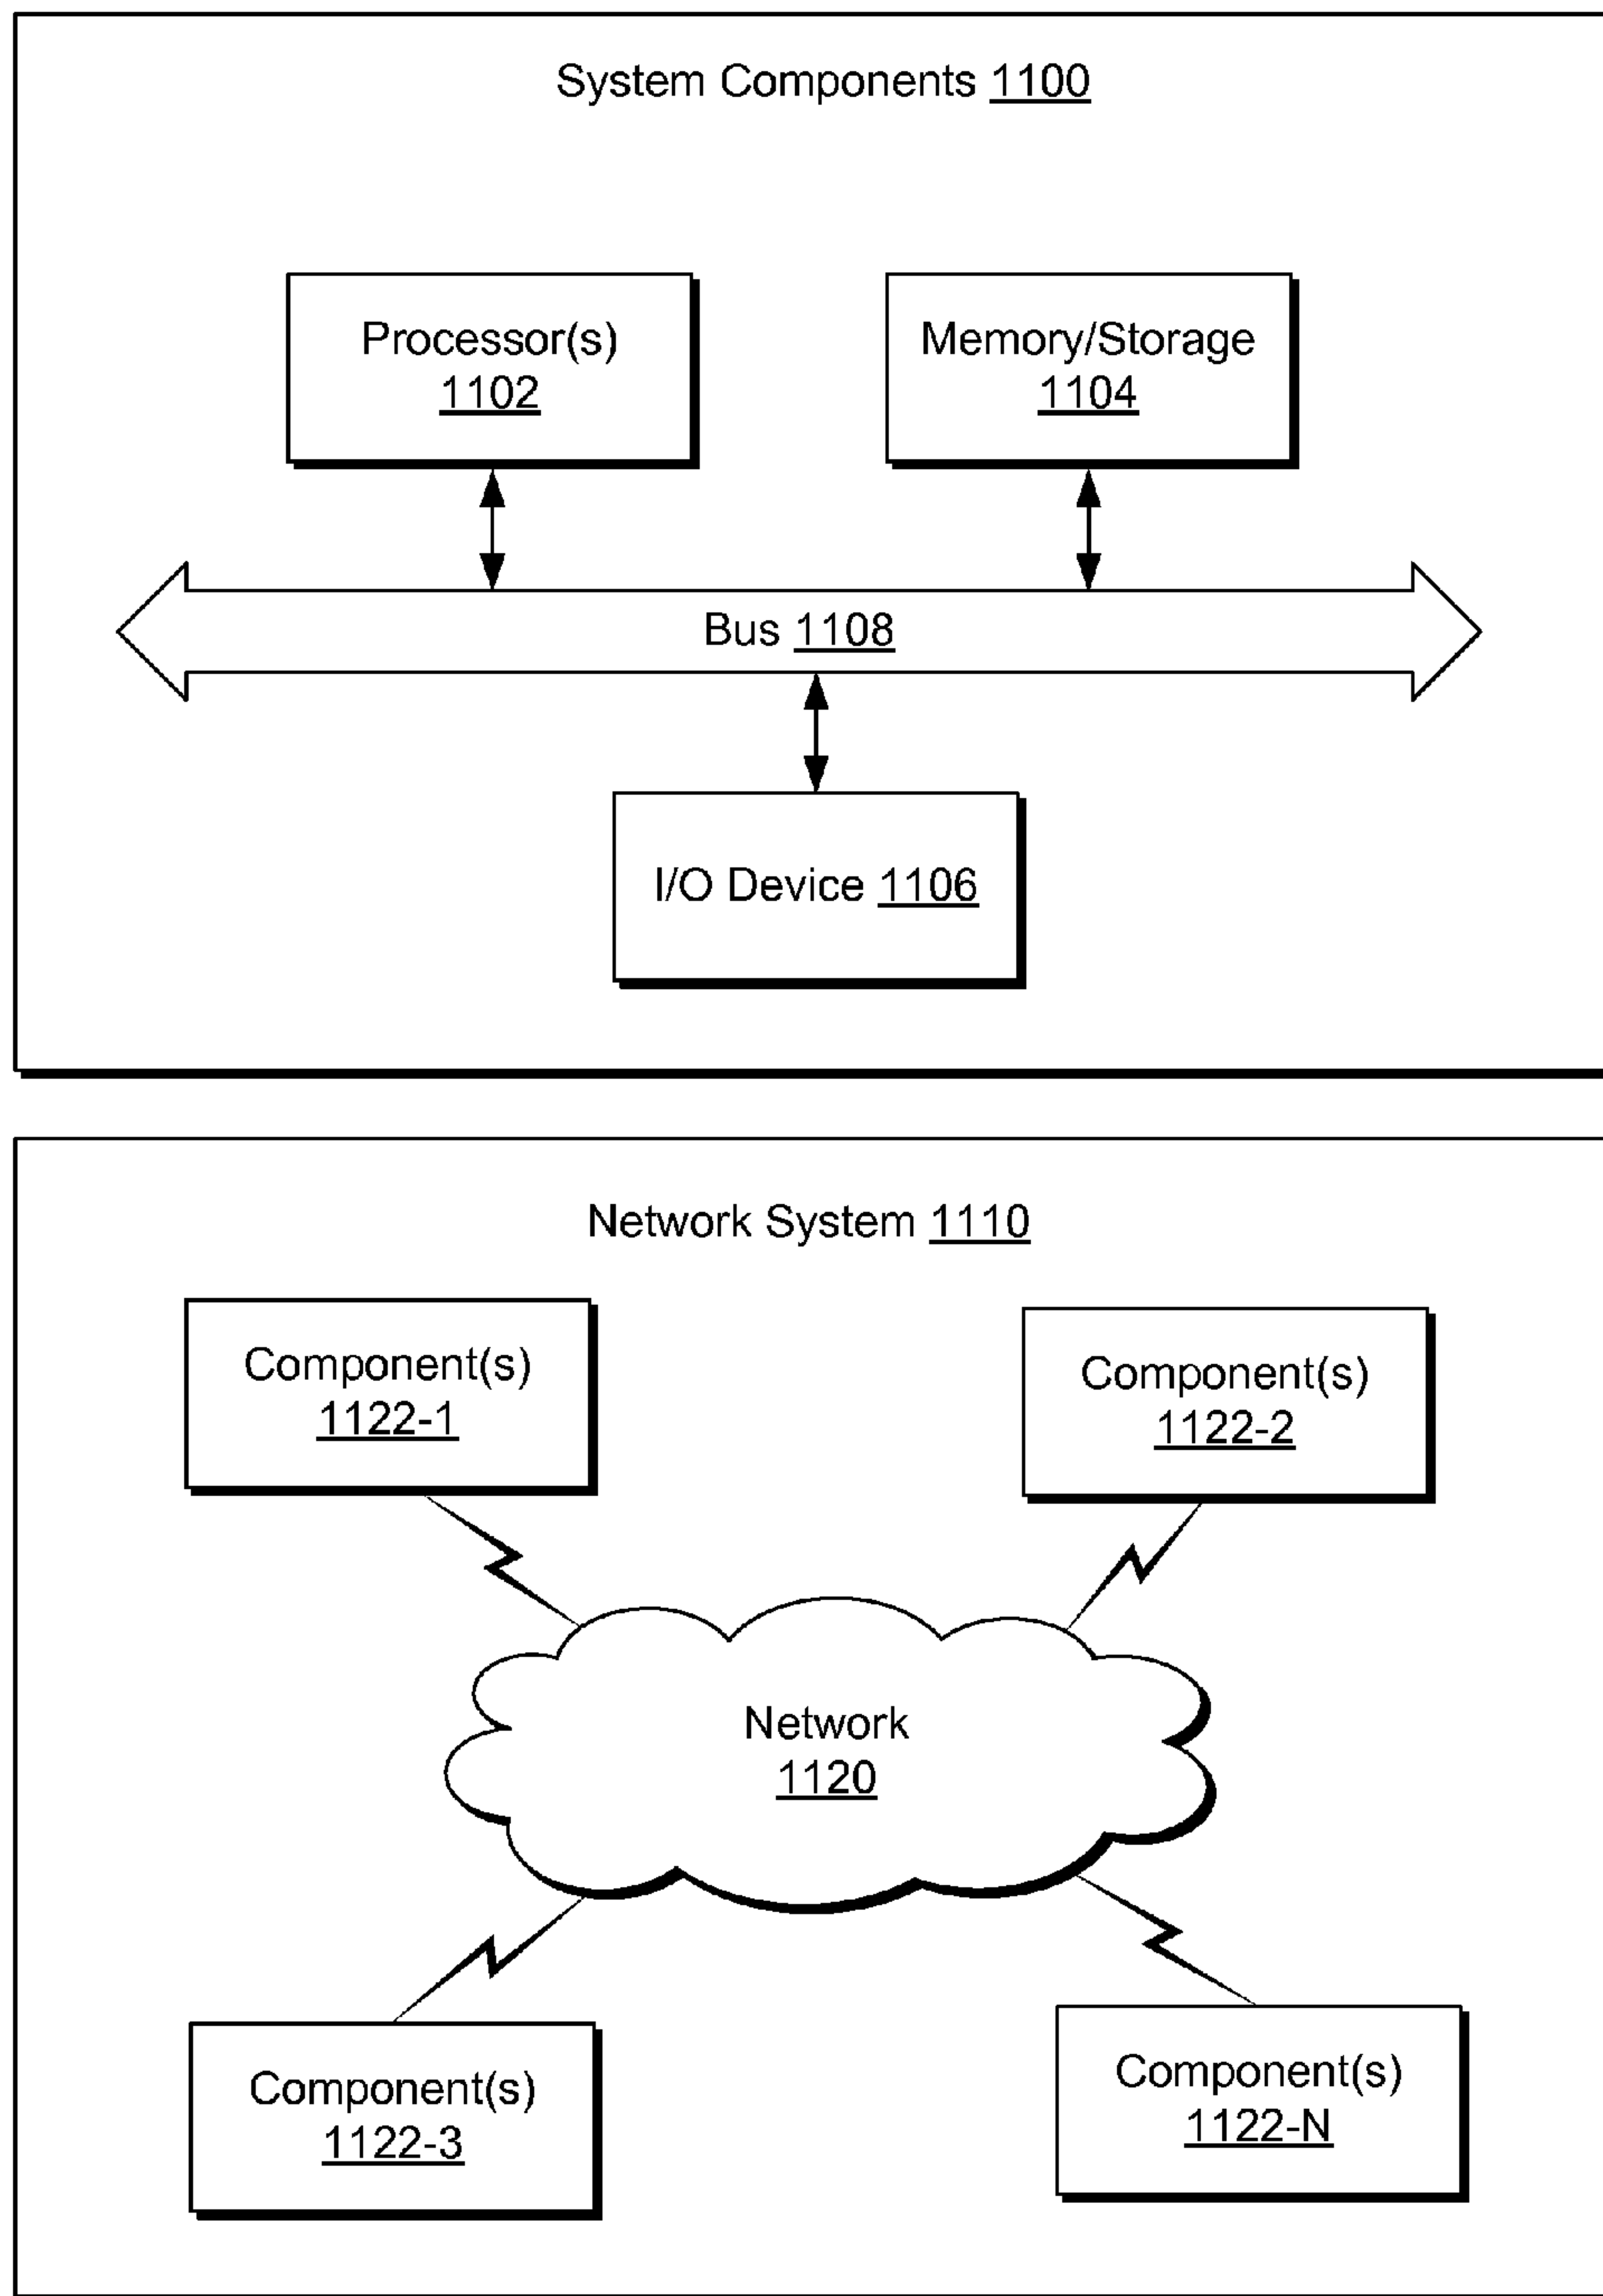 System Components 1100
Processor(s)
1102
Memory/Storage
1104
Bus 1108
I/O Device 1106
Network System 1110
Component(s)
1122-1
Component(s)
1122-2
Network
1120
Component(s)
1122-3
Component(s)
1122-N